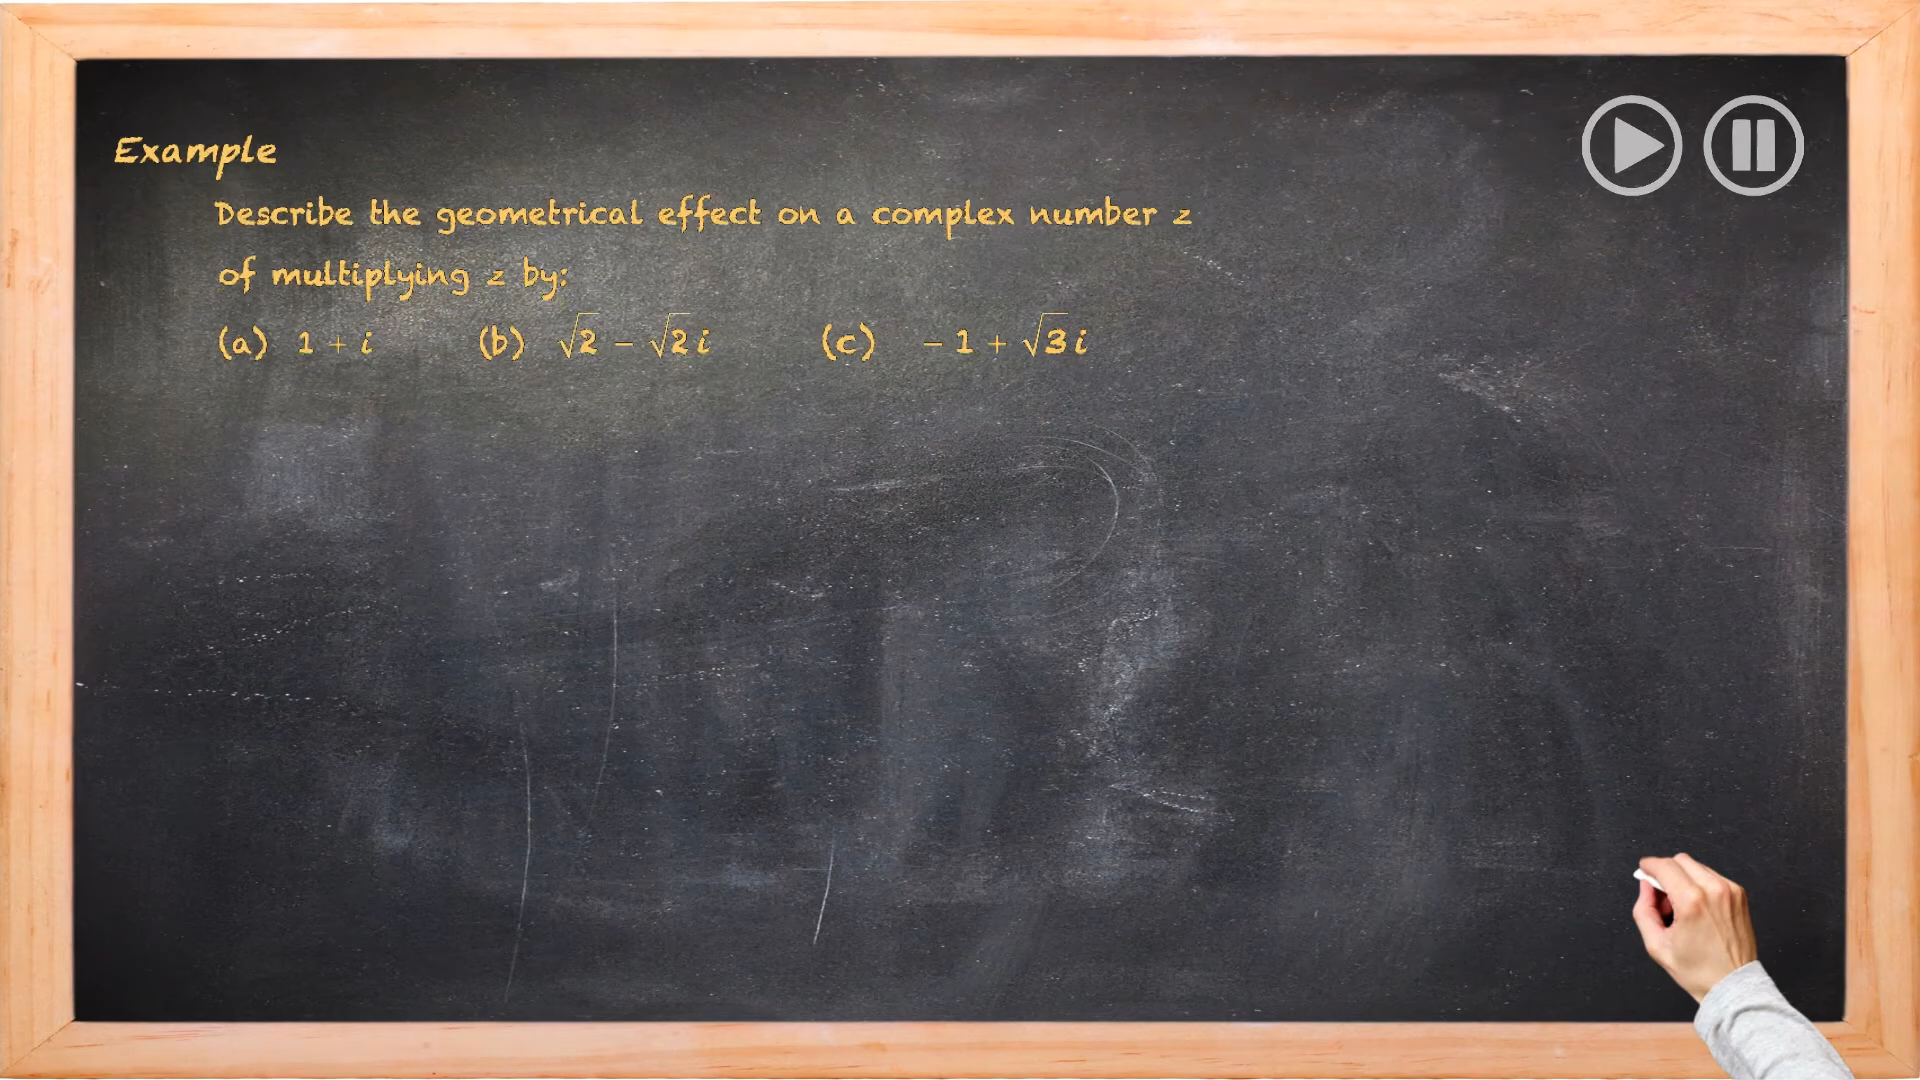 Example
Describe the geometrical effect on a complex number z
of multiplying z by:
(a) 1 + i (b) √2 − √2 i (c) − 1 + √3 i